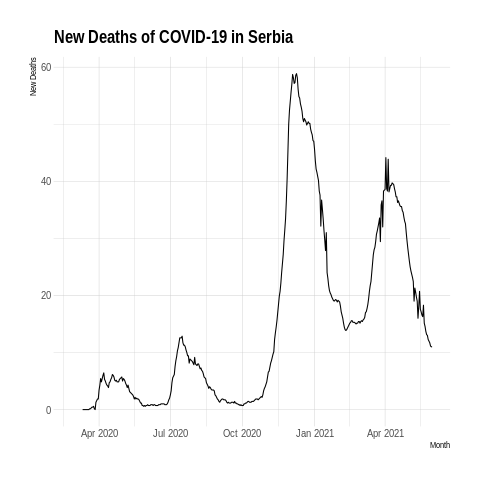 New Deaths of COVID-19 in Serbia
New Deaths
60
40
20
0
Apr 2020 Jul 2020 Oct 2020 Jan 2021 Apr 2021
Month